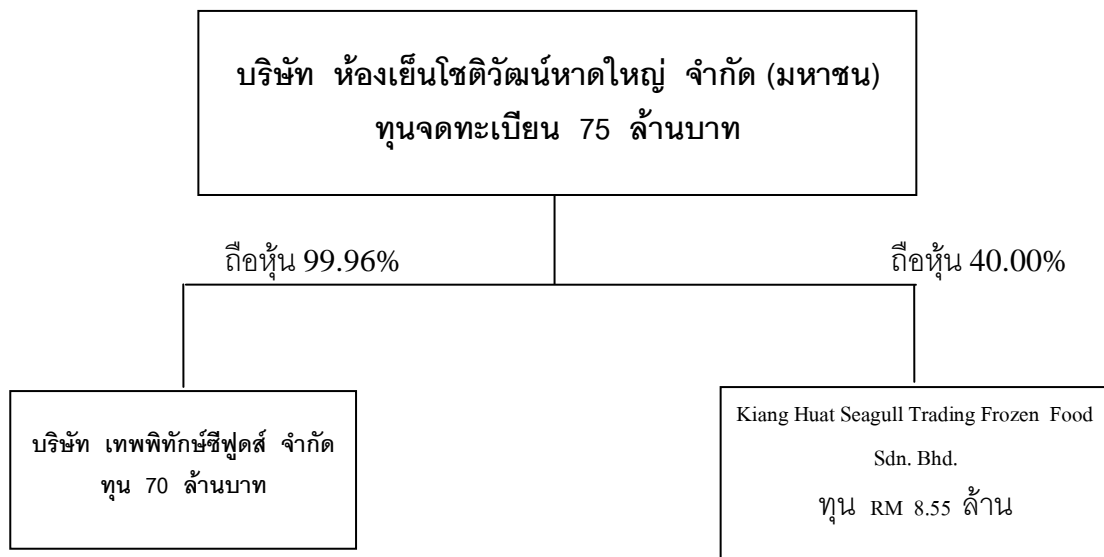 บริษัท ห้องเย็นโชติวัฒน์หาดใหญ่ จำกัด (มหาชน)
ทุนจดทะเบียน 75 ล้านบาท
ถือหุ้น 99.96%
ถือหุ้น 40.00%
บริษัท เทพพิทักษ์ซีฟูดส์ จำกัด
ทุน 70 ล้านบาท
Kiang Huat Seagull Trading Frozen Food
Sdn. Bhd.
ทุน RM 8.55 ล้าน